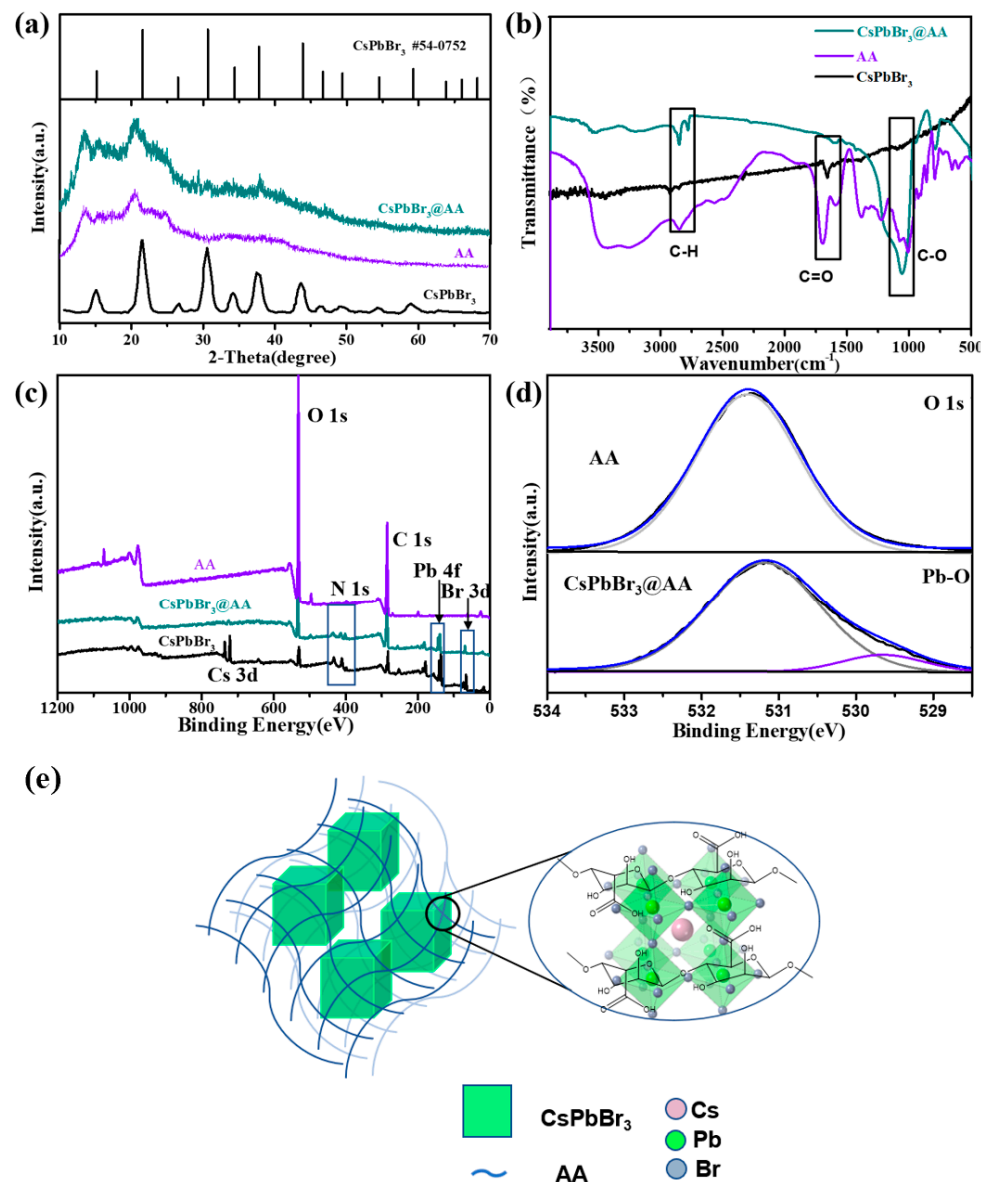 (a)
CsPbBr₃ #54-0752
CsPbBr₃@AA
AA
CsPbBr₃
Intensity(a.u.)
10 20 30 40 50 60 70
2-Theta(degree)
(b)
CsPbBr₃@AA
AA
CsPbBr₃
C-H
C=O
C-O
Transmittance (%)
3500 3000 2500 2000 1500 1000 500
Wavenumber(cm⁻¹)
(c)
O 1s
C 1s
AA
N 1s
Pb 4f
Br 3d
CsPbBr₃@AA
CsPbBr₃
Cs 3d
Intensity(a.u.)
1200 1000 800 600 400 200 0
Binding Energy(eV)
(d)
O 1s
AA
CsPbBr₃@AA
Pb-O
Intensity(a.u.)
534 533 532 531 530 529
Binding Energy(eV)
(e)
CsPbBr₃
AA
Cs
Pb
Br